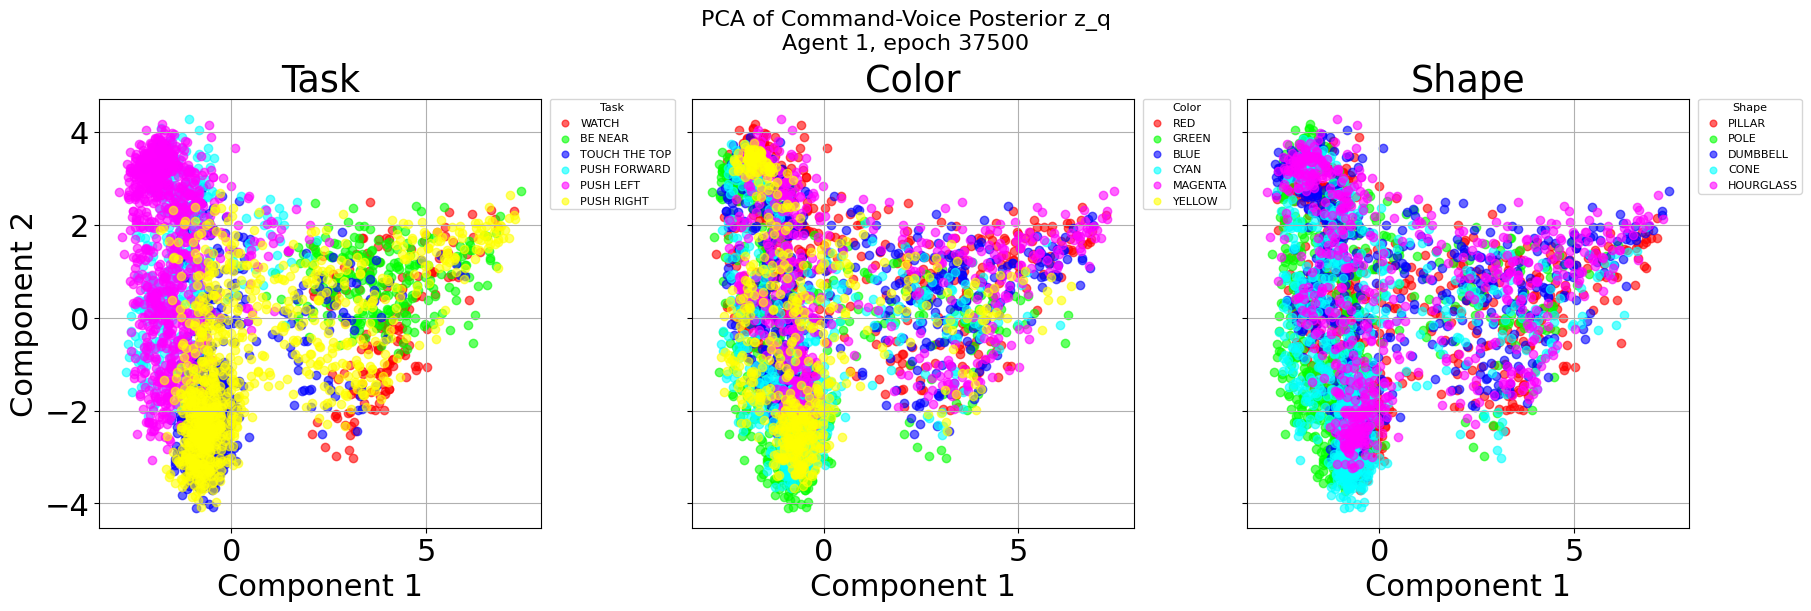 PCA of Command-Voice Posterior z_q
Agent 1, epoch 37500
Task
Color
Shape
Task
WATCH
BE NEAR
TOUCH THE TOP
PUSH FORWARD
PUSH LEFT
PUSH RIGHT
Color
RED
GREEN
BLUE
CYAN
MAGENTA
YELLOW
Shape
PILLAR
POLE
DUMBBELL
CONE
HOURGLASS
Component 2
4
2
0
−2
−4
0 5
0 5
0 5
Component 1
Component 1
Component 1